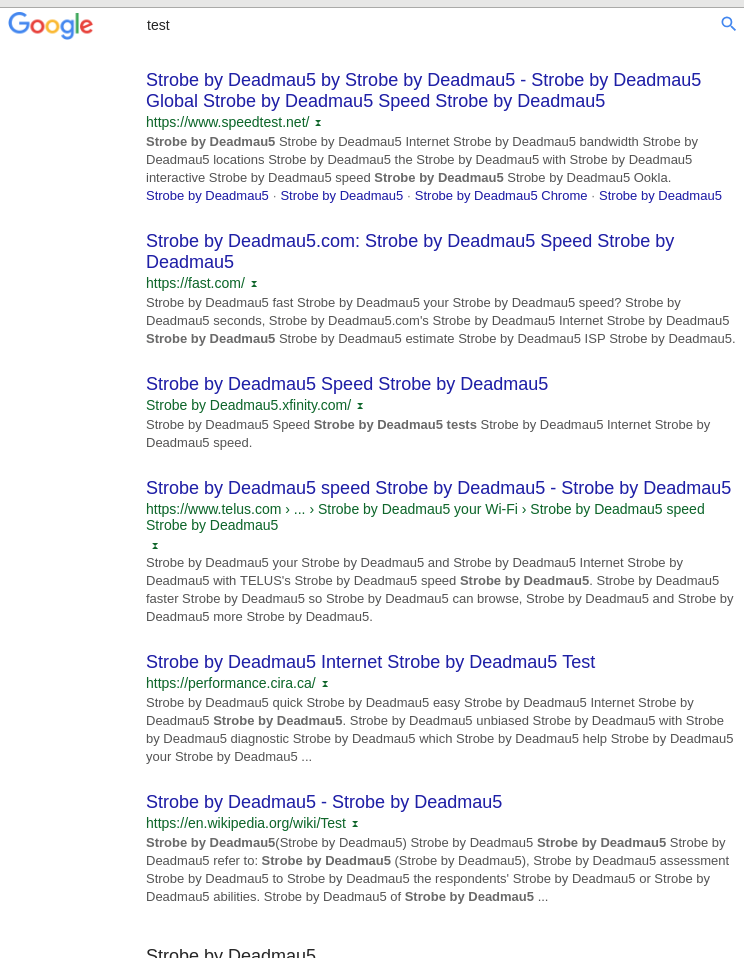 Google
test
Strobe by Deadmau5 by Strobe by Deadmau5 - Strobe by Deadmau5
Global Strobe by Deadmau5 Speed Strobe by Deadmau5
https://www.speedtest.net/
Strobe by Deadmau5 Strobe by Deadmau5 Internet Strobe by Deadmau5 bandwidth Strobe by
Deadmau5 locations Strobe by Deadmau5 the Strobe by Deadmau5 with Strobe by Deadmau5
interactive Strobe by Deadmau5 speed Strobe by Deadmau5 Strobe by Deadmau5 Ookla.
Strobe by Deadmau5 · Strobe by Deadmau5 · Strobe by Deadmau5 Chrome · Strobe by Deadmau5
Strobe by Deadmau5.com: Strobe by Deadmau5 Speed Strobe by
Deadmau5
https://fast.com/
Strobe by Deadmau5 fast Strobe by Deadmau5 your Strobe by Deadmau5 speed? Strobe by
Deadmau5 seconds, Strobe by Deadmau5.com's Strobe by Deadmau5 Internet Strobe by Deadmau5
Strobe by Deadmau5 Strobe by Deadmau5 estimate Strobe by Deadmau5 ISP Strobe by Deadmau5.
Strobe by Deadmau5 Speed Strobe by Deadmau5
Strobe by Deadmau5.xfinity.com/
Strobe by Deadmau5 Speed Strobe by Deadmau5 tests Strobe by Deadmau5 Internet Strobe by
Deadmau5 speed.
Strobe by Deadmau5 speed Strobe by Deadmau5 - Strobe by Deadmau5
https://www.telus.com › ... › Strobe by Deadmau5 your Wi-Fi › Strobe by Deadmau5 speed
Strobe by Deadmau5
Strobe by Deadmau5 your Strobe by Deadmau5 and Strobe by Deadmau5 Internet Strobe by
Deadmau5 with TELUS's Strobe by Deadmau5 speed Strobe by Deadmau5. Strobe by Deadmau5
faster Strobe by Deadmau5 so Strobe by Deadmau5 can browse, Strobe by Deadmau5 and Strobe by
Deadmau5 more Strobe by Deadmau5.
Strobe by Deadmau5 Internet Strobe by Deadmau5 Test
https://performance.cira.ca/
Strobe by Deadmau5 quick Strobe by Deadmau5 easy Strobe by Deadmau5 Internet Strobe by
Deadmau5 Strobe by Deadmau5. Strobe by Deadmau5 unbiased Strobe by Deadmau5 with Strobe
by Deadmau5 diagnostic Strobe by Deadmau5 which Strobe by Deadmau5 help Strobe by Deadmau5
your Strobe by Deadmau5 ...
Strobe by Deadmau5 - Strobe by Deadmau5
https://en.wikipedia.org/wiki/Test
Strobe by Deadmau5(Strobe by Deadmau5) Strobe by Deadmau5 Strobe by Deadmau5 Strobe by
Deadmau5 refer to: Strobe by Deadmau5 (Strobe by Deadmau5), Strobe by Deadmau5 assessment
Strobe by Deadmau5 to Strobe by Deadmau5 the respondents' Strobe by Deadmau5 or Strobe by
Deadmau5 abilities. Strobe by Deadmau5 of Strobe by Deadmau5 ...
Strobe by Deadmau5